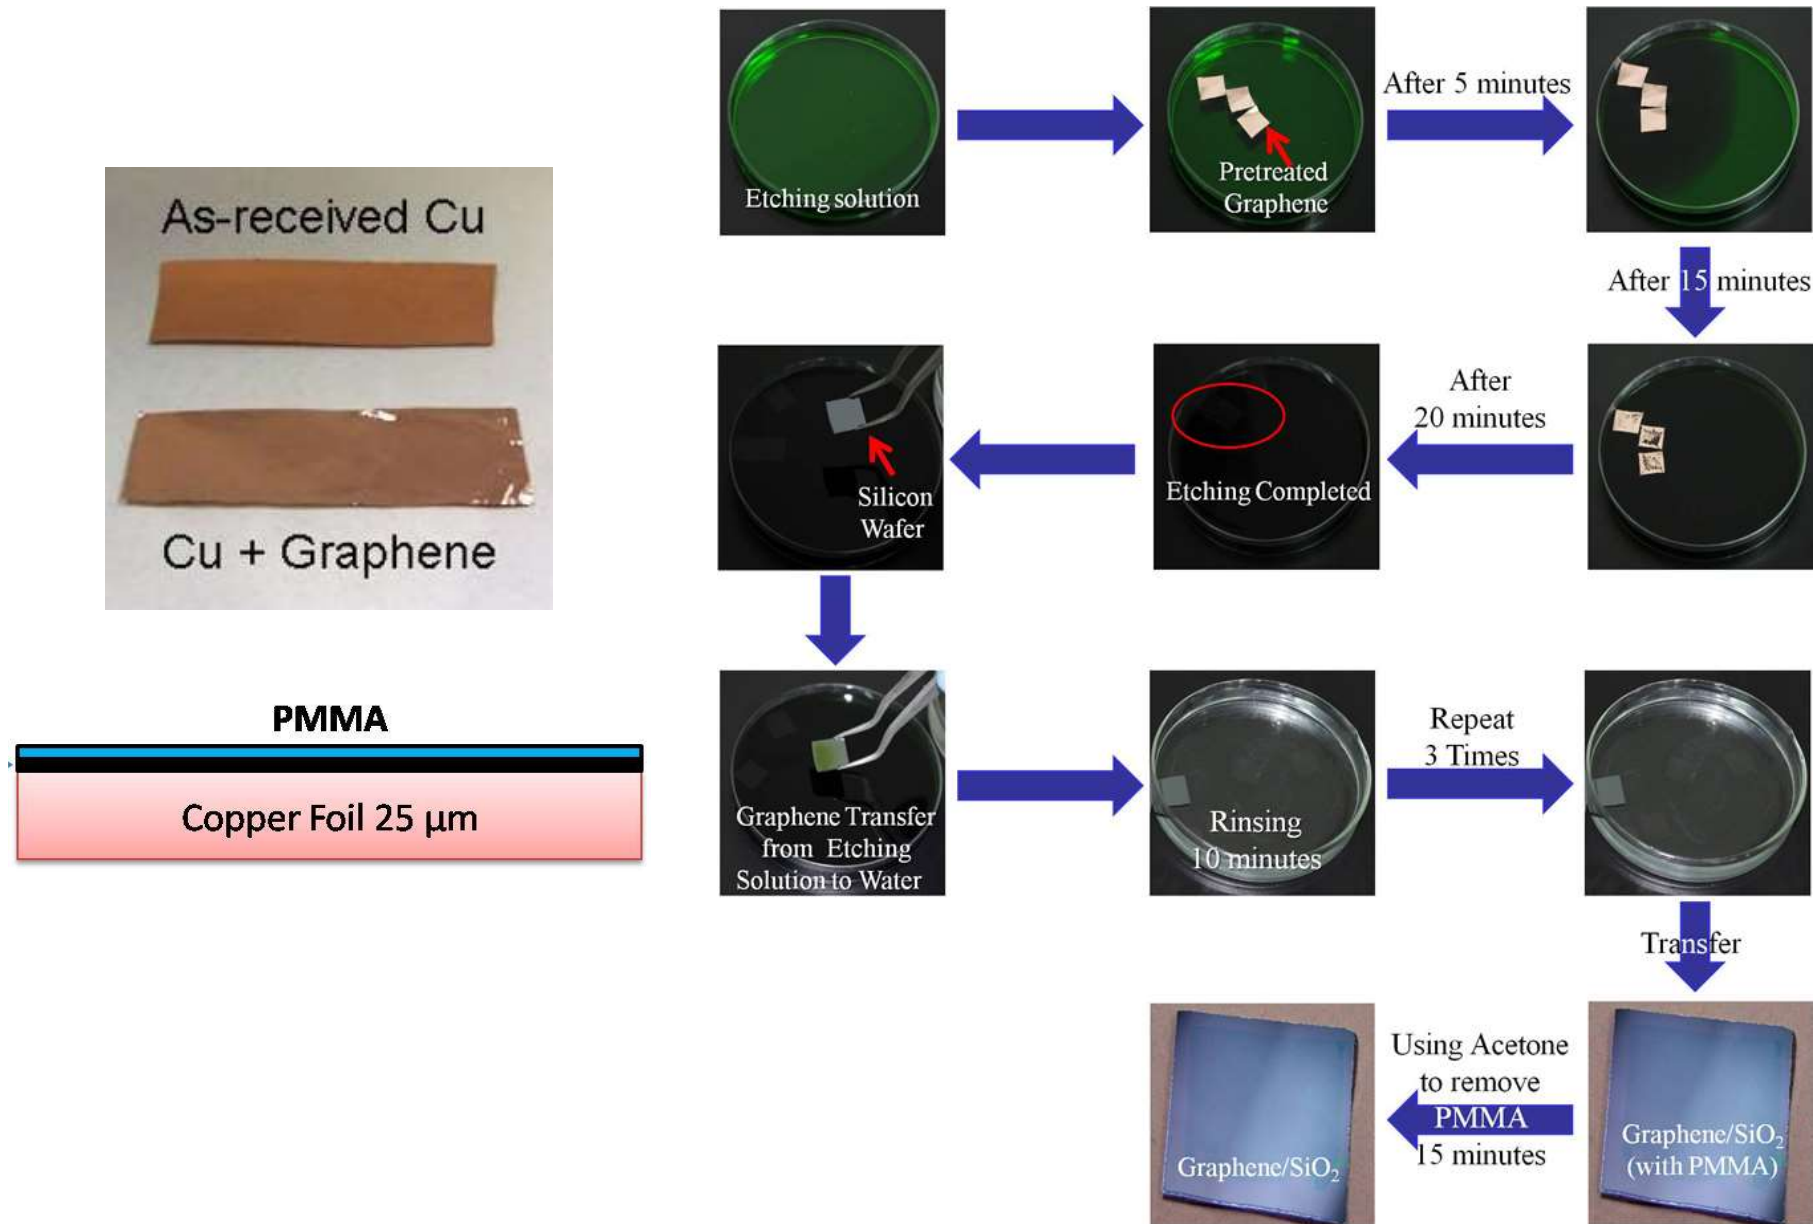 As-received Cu
Cu + Graphene
PMMA
Copper Foil 25 μm
Etching solution
Pretreated
Graphene
After 5 minutes
After 15 minutes
After
20 minutes
Etching Completed
Silicon
Wafer
Graphene Transfer
from Etching
Solution to Water
Rinsing
10 minutes
Repeat
3 Times
Transfer
Graphene/SiO₂
(with PMMA)
Using Acetone
to remove
PMMA
15 minutes
Graphene/SiO₂